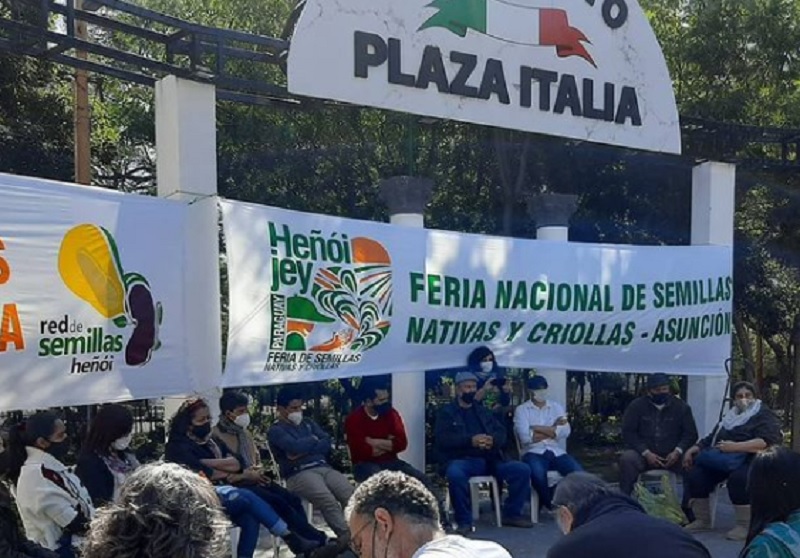 PLAZA ITALIA
red de
semillas
heñói
Heñói
jey
PARAGUAY
FERIA DE SEMILLAS
NATIVAS Y CRIOLLAS
FERIA NACIONAL DE SEMILLAS
NATIVAS Y CRIOLLAS - ASUNCIÓN